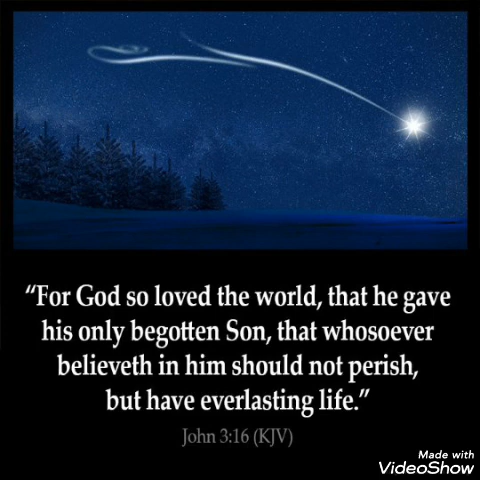 “For God so loved the world, that he gave
his only begotten Son, that whosoever
believeth in him should not perish,
but have everlasting life.”
John 3:16 (KJV)
Made with
VideoShow